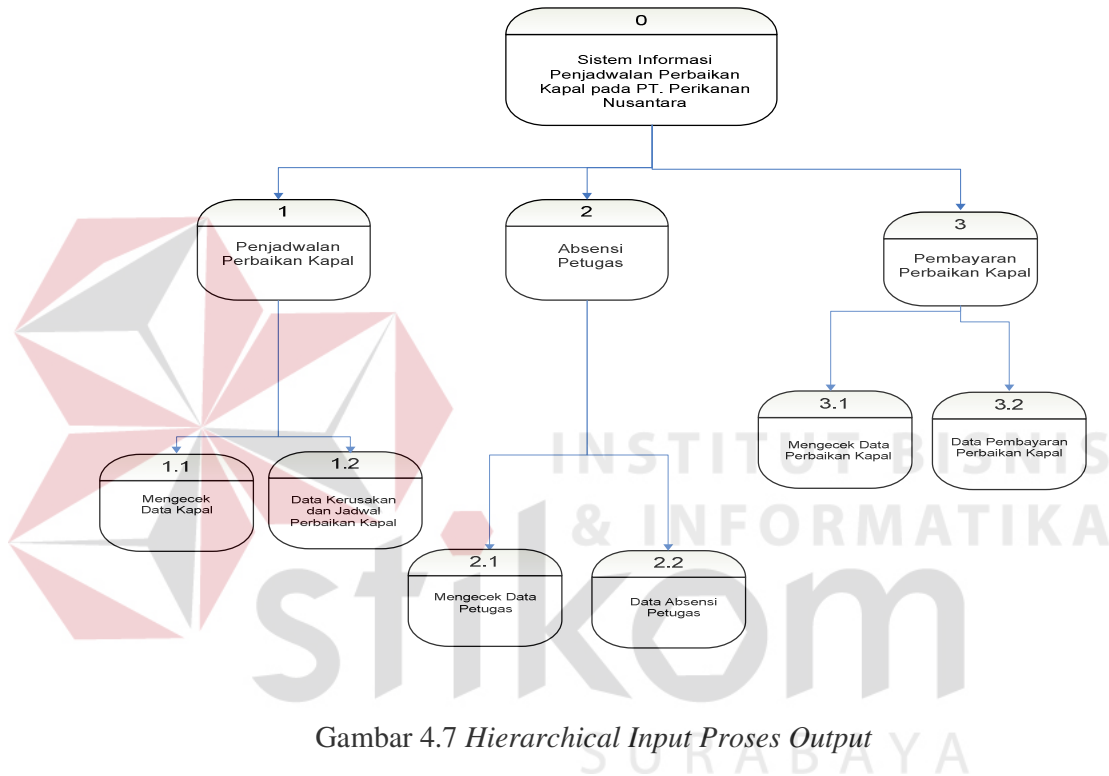 0
Sistem Informasi
Penjadwalan Perbaikan
Kapal pada PT. Perikanan
Nusantara
1
Penjadwalan
Perbaikan Kapal
2
Absensi
Petugas
3
Pembayaran
Perbaikan Kapal
1.1
Mengecek
Data Kapal
1.2
Data Kerusakan
dan Jadwal
Perbaikan Kapal
2.1
Mengecek Data
Petugas
2.2
Data Absensi
Petugas
3.1
Mengecek Data
Perbaikan Kapal
3.2
Data Pembayaran
Perbaikan Kapal
INSTITUT BISNIS
& INFORMATIKA
stikom
SURABAYA
Gambar 4.7 Hierarchical Input Proses Output